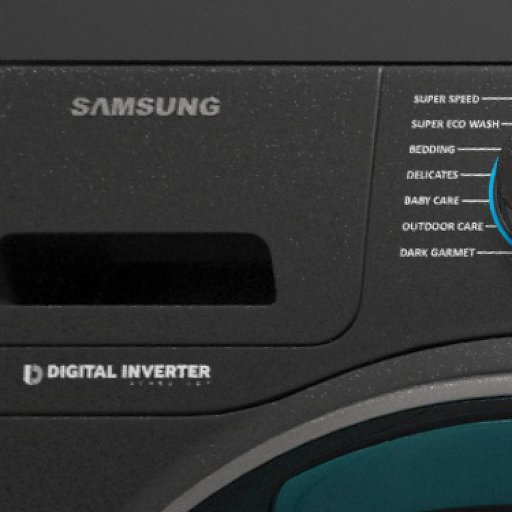 SAMSUNG
SUPER SPEED
SUPER ECO WASH
BEDDING
DELICATES
BABY CARE
OUTDOOR CARE
DARK GARMET
DIGITAL INVERTER